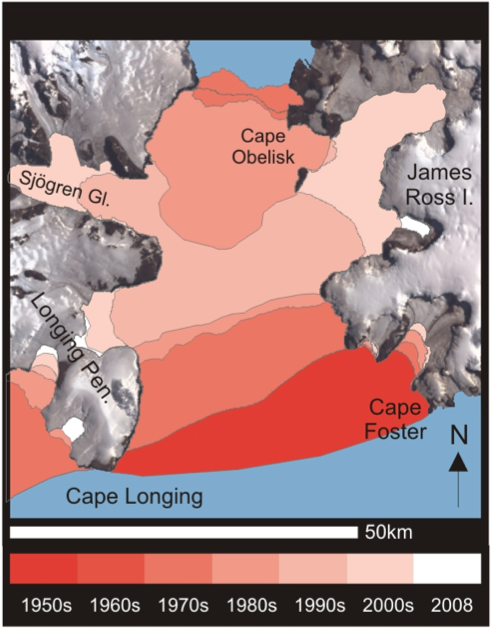 Cape
Obelisk
James
Ross I.
Sjögren Gl.
Longing Pen.
Cape
Foster
N
Cape Longing
50km
1950s 1960s 1970s 1980s 1990s 2000s 2008